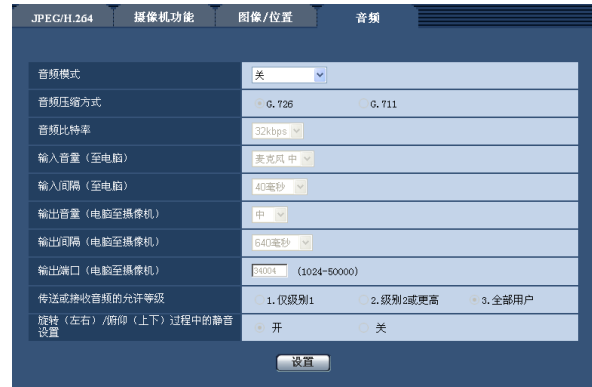 JPEG/H.264 摄像机功能 图像/位置 音频
音频模式 关
音频压缩方式 G.726 G.711
音频比特率 32kbps
输入音量（至电脑） 麦克风 中
输入间隔（至电脑） 40毫秒
输出音量（电脑至摄像机） 中
输出间隔（电脑至摄像机） 640毫秒
输出端口（电脑至摄像机） 34004 (1024-50000)
传送或接收音频的允许等级 1.仅级别1 2.级别2或更高 3.全部用户
旋转（左右）/俯仰（上下）过程中的静音 开 关
设置
设置